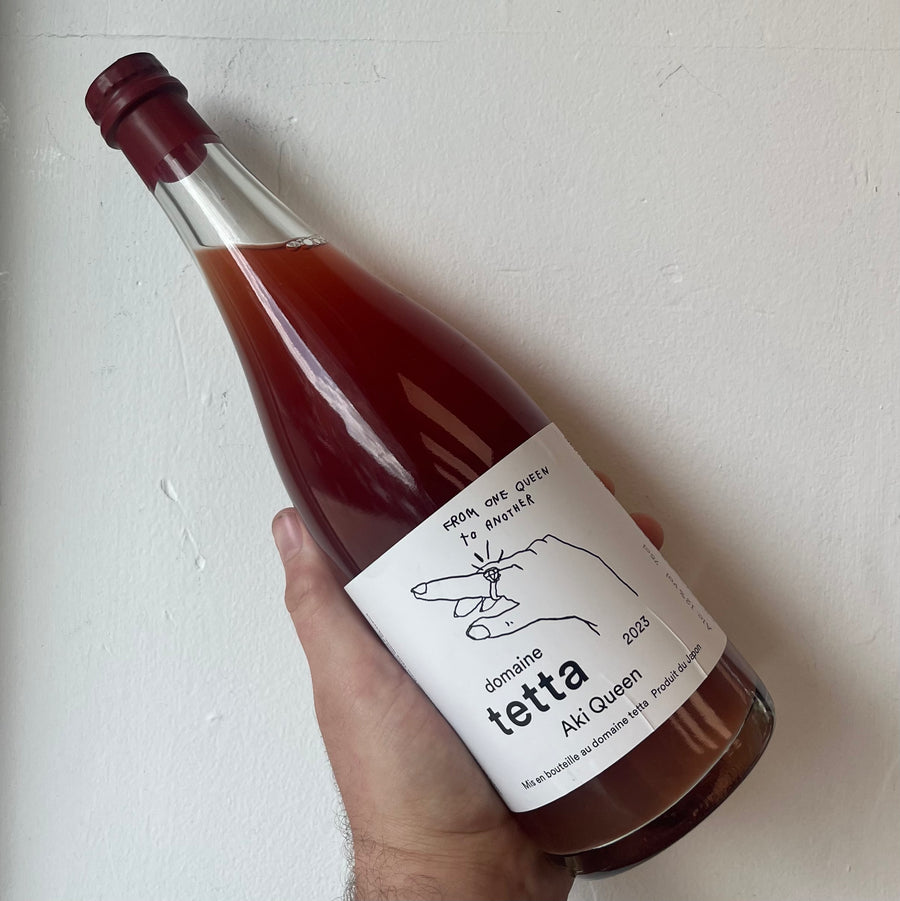 FROM ONE QUEEN
to ANOTHER
2023
domaine
tetta
Aki Queen
Mis en bouteille au domaine tetta Produit du Japon